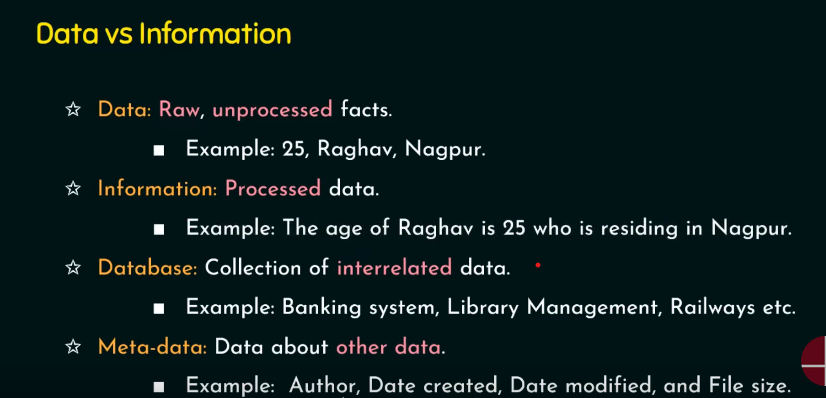 Data vs Information
☆ Data: Raw, unprocessed facts.
■ Example: 25, Raghav, Nagpur.
☆ Information: Processed data.
■ Example: The age of Raghav is 25 who is residing in Nagpur.
☆ Database: Collection of interrelated data.
■ Example: Banking system, Library Management, Railways etc.
☆ Meta-data: Data about other data.
■ Example: Author, Date created, Date modified, and File size.